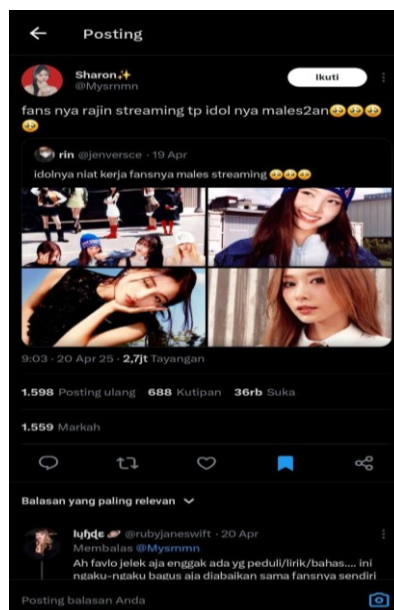 Posting
Sharon✨
@Mysrnmn
Ikuti
fans nya rajin streaming tp idol nya males2an🥺🥺🥺
🥺
rin @jenversce · 19 Apr
idolnya niat kerja fansnya males streaming 🥺🥺🥺
9:03 · 20 Apr 25 · 2,7jt Tayangan
1.598 Posting ulang 688 Kutipan 36rb Suka
1.559 Markah
Balasan yang paling relevan
lyɧʠɛ 🪐 @rubyjaneswift · 20 Apr
Membalas @Mysrnmn
Ah favlo jelek aja enggak ada yg peduli/lirik/bahas.... ini
ngaku-ngaku bagus aja diabaikan sama fansnya sendiri
Posting balasan Anda